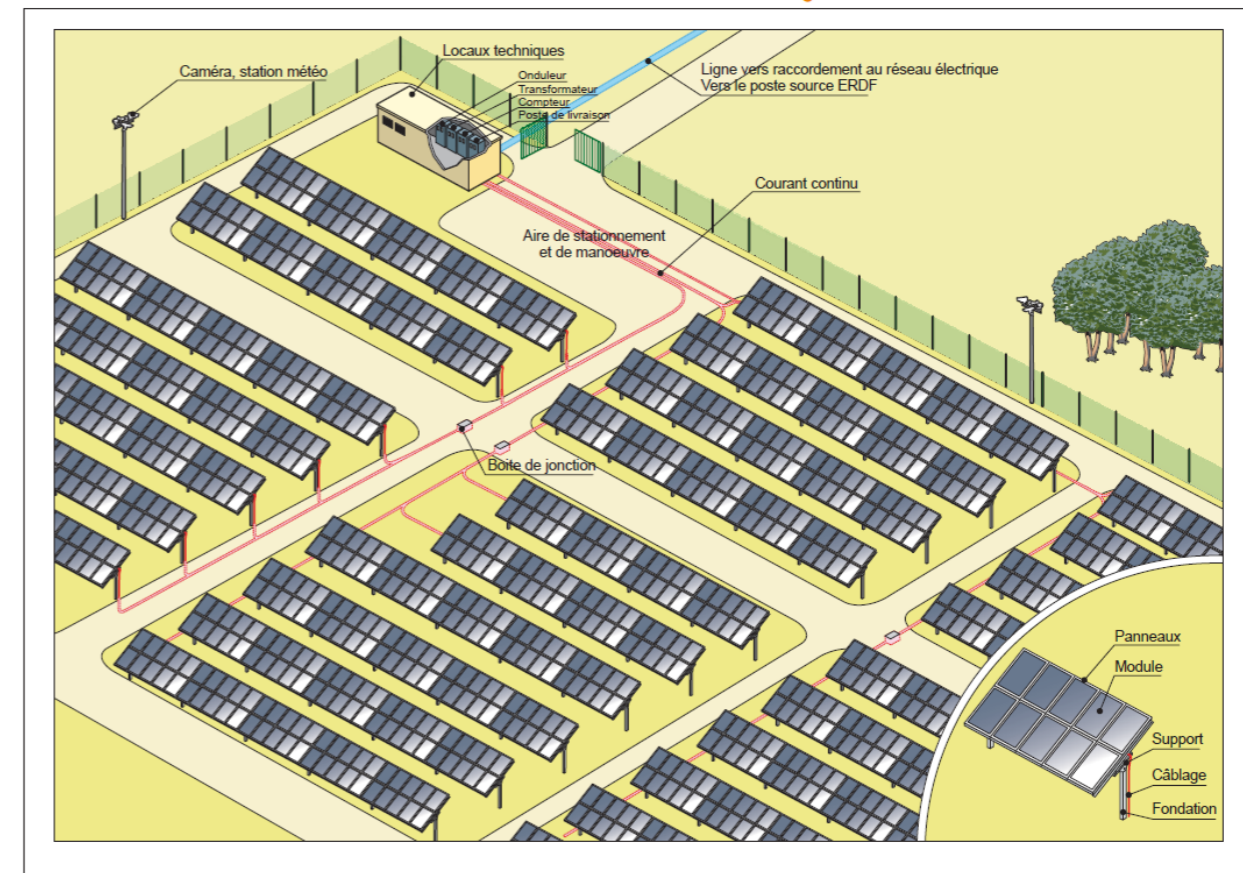 Locaux techniques
Caméra, station météo
Onduleur
Transformateur
Compteur
Poste de livraison
Ligne vers raccordement au réseau électrique
Vers le poste source ERDF
Courant continu
Aire de stationnement
et de manoeuvre
Boite de jonction
Panneaux
Module
Support
Câblage
Fondation